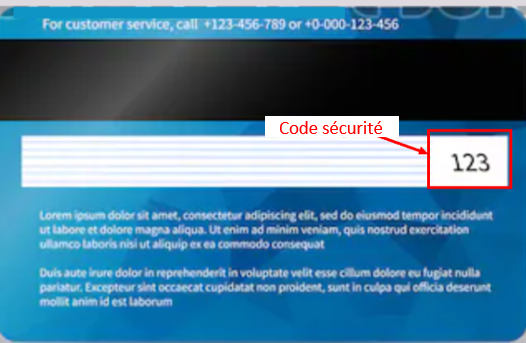 For customer service, call +123-456-789 or +0-000-123-456
Code sécurité
123
Lorem ipsum dolor sit amet, consectetur adipiscing elit, sed do eiusmod tempor incididunt
ut labore et dolore magna aliqua. Ut enim ad minim veniam, quis nostrud exercitation
ullamco laboris nisi ut aliquip ex ea commodo consequat
Duis aute irure dolor in reprehenderit in voluptate velit esse cillum dolore eu fugiat nulla
pariatur. Excepteur sint occaecat cupidatat non proident, sunt in culpa qui officia deserunt
mollit anim id est laborum